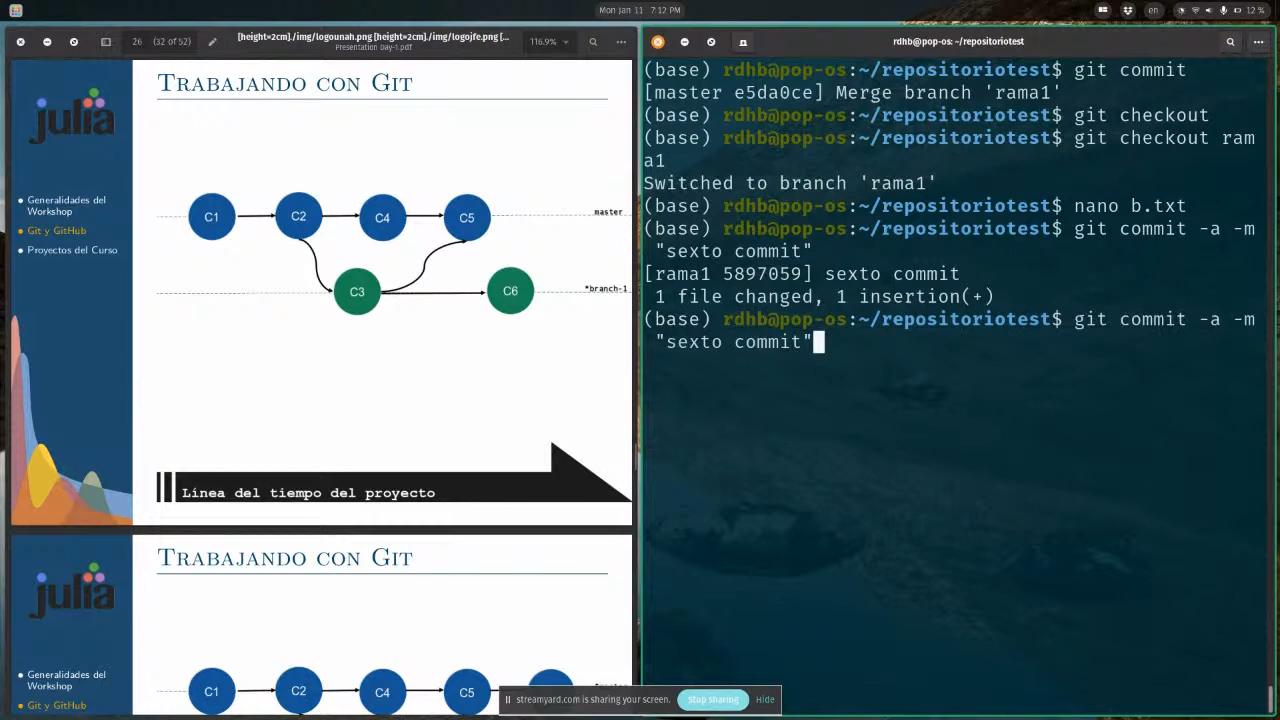 Mon Jan 11 7:12 PM
en
12 %
26
(32 of 52)
[height=2cm]./img/logounah.png [height=2cm]./img/logojfe.png [...
Presentation Day-1.pdf
116.9%
rdhb@pop-os: ~/repositoriotest
TRABAJANDO CON GIT
julia
Generalidades del
Workshop
Git y GitHub
Proyectos del Curso
C1
C2
C4
C5
master
C3
C6
*branch-1
Línea del tiempo del proyecto
TRABAJANDO CON GIT
julia
Generalidades del
Workshop
Git y GitHub
C1
C2
C4
C5
(base) rdhb@pop-os:~/repositoriotest$ git commit
[master e5da0ce] Merge branch 'rama1'
(base) rdhb@pop-os:~/repositoriotest$ git checkout
(base) rdhb@pop-os:~/repositoriotest$ git checkout ram
a1
Switched to branch 'rama1'
(base) rdhb@pop-os:~/repositoriotest$ nano b.txt
(base) rdhb@pop-os:~/repositoriotest$ git commit -a -m
"sexto commit"
[rama1 5897059] sexto commit
1 file changed, 1 insertion(+)
(base) rdhb@pop-os:~/repositoriotest$ git commit -a -m
"sexto commit"
streamyard.com is sharing your screen.
Stop sharing
Hide